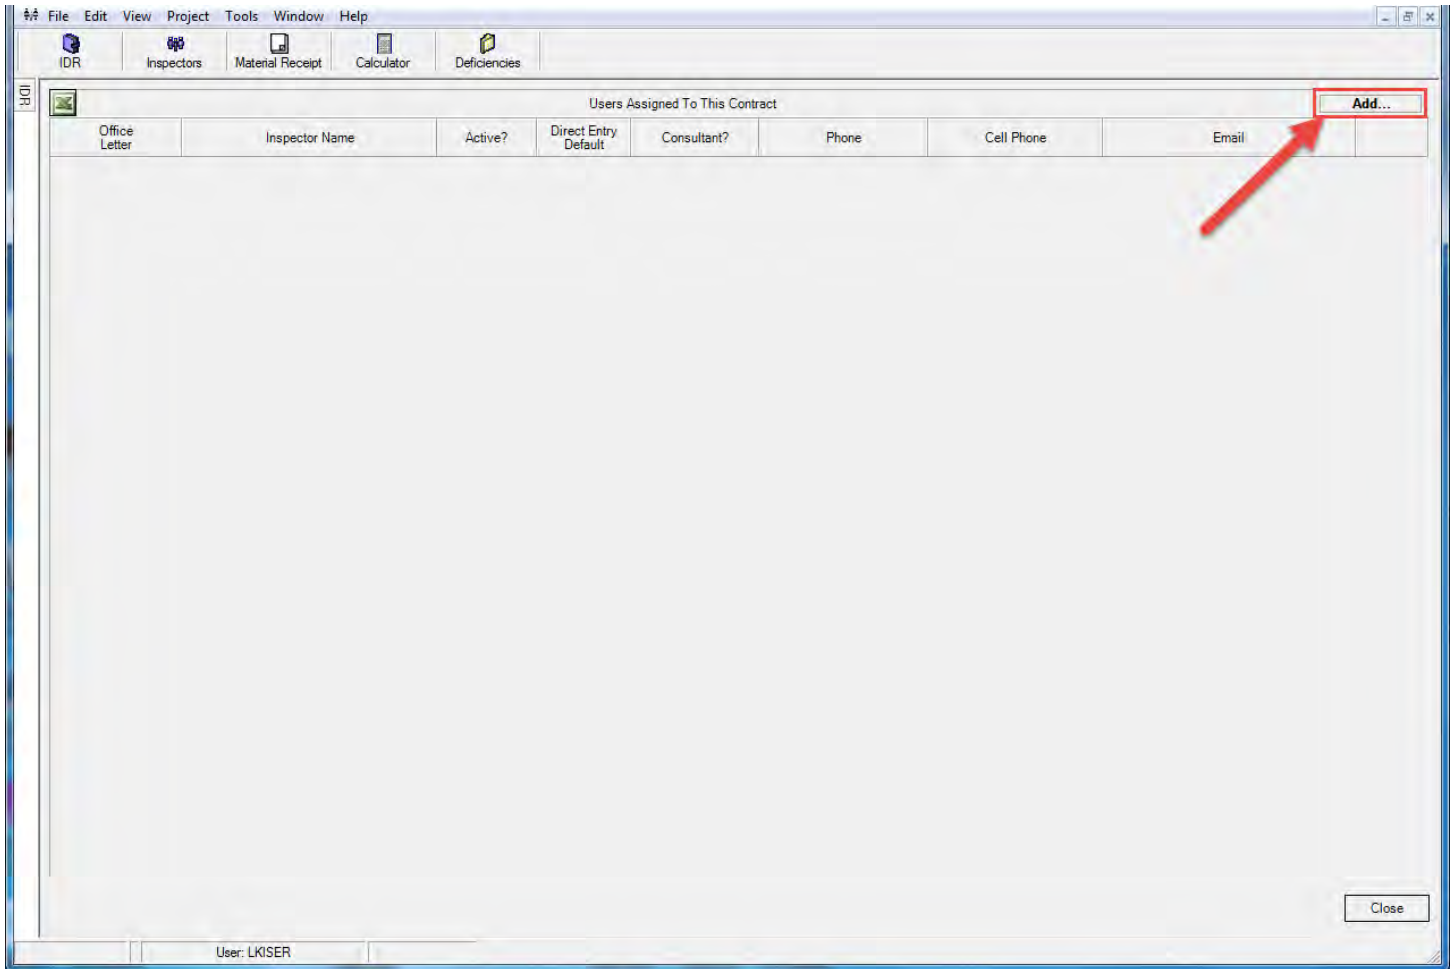 File Edit View Project Tools Window Help
IDR Inspectors Material Receipt Calculator Deficiencies
IDR
Users Assigned To This Contract Add...
Office Letter Inspector Name Active? Direct Entry Default Consultant? Phone Cell Phone Email
Close
User: LKISER